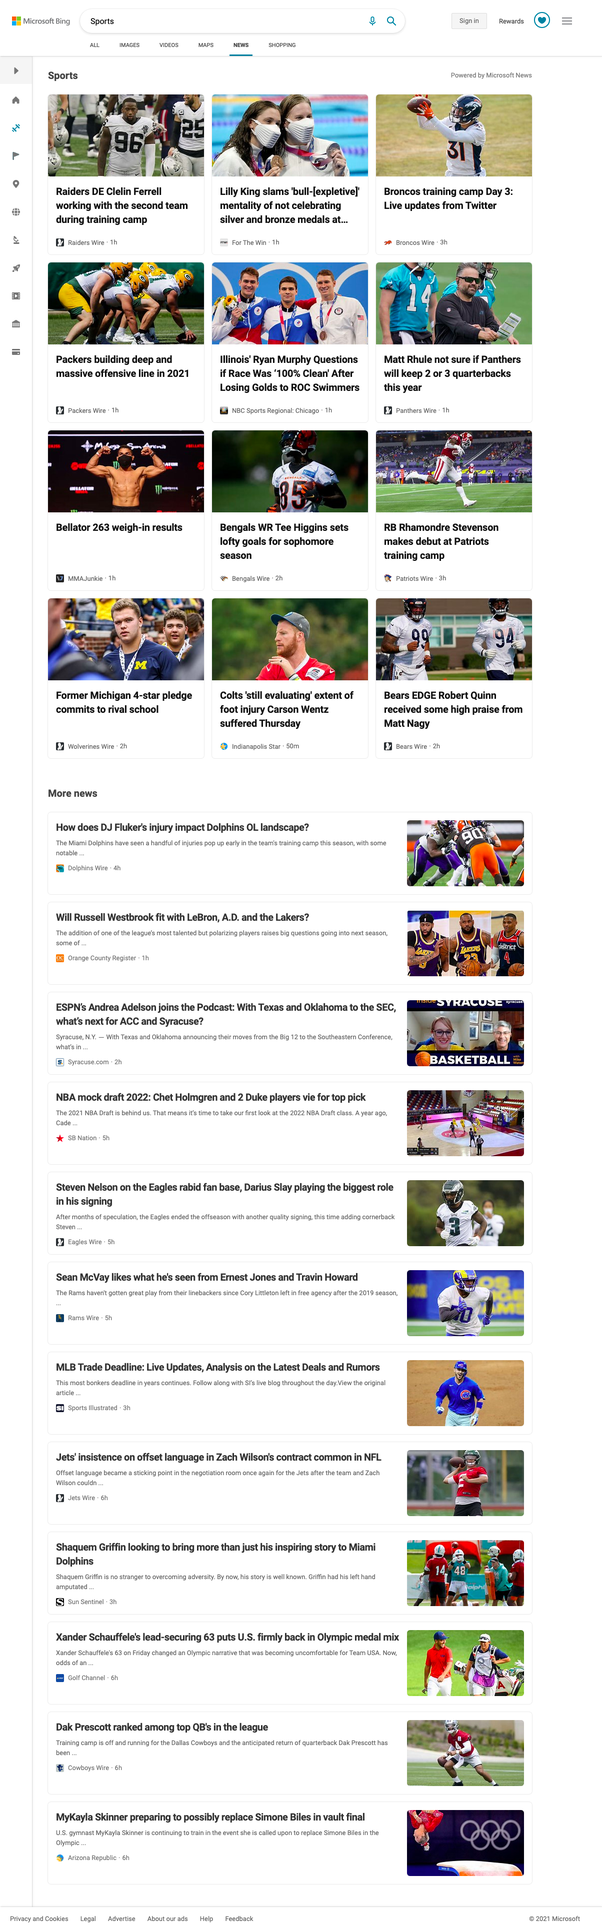 Microsoft Bing
Sports
Sign in
Rewards
ALL
IMAGES
VIDEOS
MAPS
NEWS
SHOPPING
Sports
Powered by Microsoft News
Raiders DE Clelin Ferrell
working with the second team
during training camp
Raiders Wire · 1h
Lilly King slams 'bull-[expletive]'
mentality of not celebrating
silver and bronze medals at...
For The Win · 1h
Broncos training camp Day 3:
Live updates from Twitter
Broncos Wire · 3h
Packers building deep and
massive offensive line in 2021
Packers Wire · 1h
Illinois' Ryan Murphy Questions
if Race Was '100% Clean' After
Losing Golds to ROC Swimmers
NBC Sports Regional: Chicago · 1h
Matt Rhule not sure if Panthers
will keep 2 or 3 quarterbacks
this year
Panthers Wire · 1h
Bellator 263 weigh-in results
MMAJunkie · 1h
Bengals WR Tee Higgins sets
lofty goals for sophomore
season
Bengals Wire · 2h
RB Rhamondre Stevenson
makes debut at Patriots
training camp
Patriots Wire · 3h
Former Michigan 4-star pledge
commits to rival school
Wolverines Wire · 2h
Colts 'still evaluating' extent of
foot injury Carson Wentz
suffered Thursday
Indianapolis Star · 50m
Bears EDGE Robert Quinn
received some high praise from
Matt Nagy
Bears Wire · 2h
More news
How does DJ Fluker's injury impact Dolphins OL landscape?
The Miami Dolphins have seen a handful of injuries pop up early in the team's training camp this season, with some
notable ...
Dolphins Wire · 4h
Will Russell Westbrook fit with LeBron, A.D. and the Lakers?
The addition of one of the league's most talented but polarizing players raises big questions going into next season,
some of ...
Orange County Register · 1h
ESPN's Andrea Adelson joins the Podcast: With Texas and Oklahoma to the SEC,
what's next for ACC and Syracuse?
Syracuse, N.Y. — With Texas and Oklahoma announcing their moves from the Big 12 to the Southeastern Conference,
what's in ...
Syracuse.com · 2h
SYRACUSE
BASKETBALL
NBA mock draft 2022: Chet Holmgren and 2 Duke players vie for top pick
The 2021 NBA Draft is behind us. That means it's time to take our first look at the 2022 NBA Draft class. A year ago,
Cade ...
SB Nation · 5h
Steven Nelson on the Eagles rabid fan base, Darius Slay playing the biggest role
in his signing
After months of speculation, the Eagles ended the offseason with another quality signing, this time adding cornerback
Steven ...
Eagles Wire · 5h
Sean McVay likes what he's seen from Ernest Jones and Travin Howard
The Rams haven't gotten great play from their linebackers since Cory Littleton left in free agency after the 2019 season,
...
Rams Wire · 5h
MLB Trade Deadline: Live Updates, Analysis on the Latest Deals and Rumors
This most bonkers deadline in years continues. Follow along with SI's live blog throughout the day.View the original
article ...
Sports Illustrated · 3h
Jets' insistence on offset language in Zach Wilson's contract common in NFL
Offset language became a sticking point in the negotiation room once again for the Jets after the team and Zach
Wilson couldn ...
Jets Wire · 6h
Shaquem Griffin looking to bring more than just his inspiring story to Miami
Dolphins
Shaquem Griffin is no stranger to overcoming adversity. By now, his story is well known. Griffin had his left hand
amputated ...
Sun Sentinel · 3h
Xander Schauffele's lead-securing 63 puts U.S. firmly back in Olympic medal mix
Xander Schauffele's 63 on Friday changed an Olympic narrative that was becoming uncomfortable for Team USA. Now,
odds of an ...
Golf Channel · 6h
Dak Prescott ranked among top QB's in the league
Training camp is off and running for the Dallas Cowboys and the anticipated return of quarterback Dak Prescott has
been ...
Cowboys Wire · 6h
MyKayla Skinner preparing to possibly replace Simone Biles in vault final
U.S. gymnast MyKayla Skinner is continuing to train in the event she is called upon to replace Simone Biles in the
Olympic ...
Arizona Republic · 6h
Privacy and Cookies
Legal
Advertise
About our ads
Help
Feedback
© 2021 Microsoft